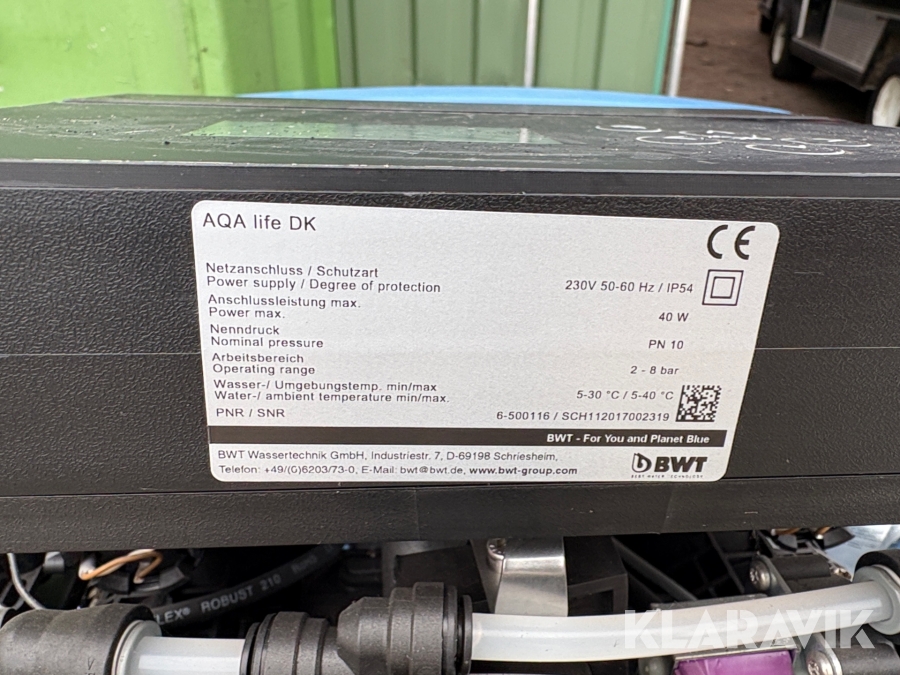 AQA life DK
CE
Netzanschluss / Schutzart
Power supply / Degree of protection 230V 50-60 Hz / IP54
Anschlussleistung max.
Power max. 40 W
Nenndruck
Nominal pressure PN 10
Arbeitsbereich
Operating range 2 - 8 bar
Wasser-/ Umgebungstemp. min/max
Water-/ ambient temperature min/max. 5-30 °C / 5-40 °C
PNR / SNR 6-500116 / SCH112017002319
BWT - For You and Planet Blue
BWT Wassertechnik GmbH, Industriestr. 7, D-69198 Schriesheim,
Telefon: +49/(0)6203/73-0, E-Mail: bwt@bwt.de, www.bwt-group.com
BWT
BEST WATER TECHNOLOGY
LEX® ROBUST 210
KLARAVIK